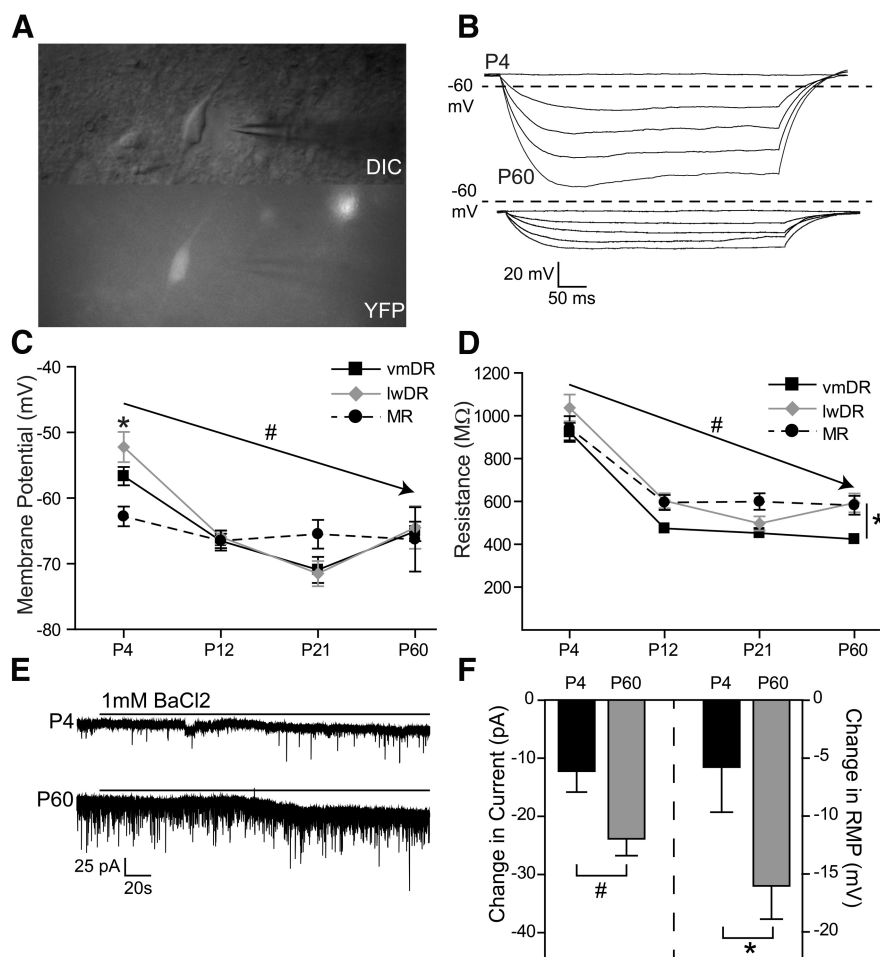 A
DIC
YFP
B
P4
-60
mV
P60
-60
mV
20 mV
50 ms
C
Membrane Potential (mV)
-40
-50
-60
-70
-80
vmDR
lwDR
MR
*
#
P4 P12 P21 P60
D
Resistance (MΩ)
1200
1000
800
600
400
200
vmDR
lwDR
MR
#
*
P4 P12 P21 P60
E
1mM BaCl2
P4
P60
25 pA
20s
F
P4 P60 P4 P60
Change in Current (pA)
0
-10
-20
-30
-40
#
*
0
-5
-10
-15
-20
Change in RMP (mV)